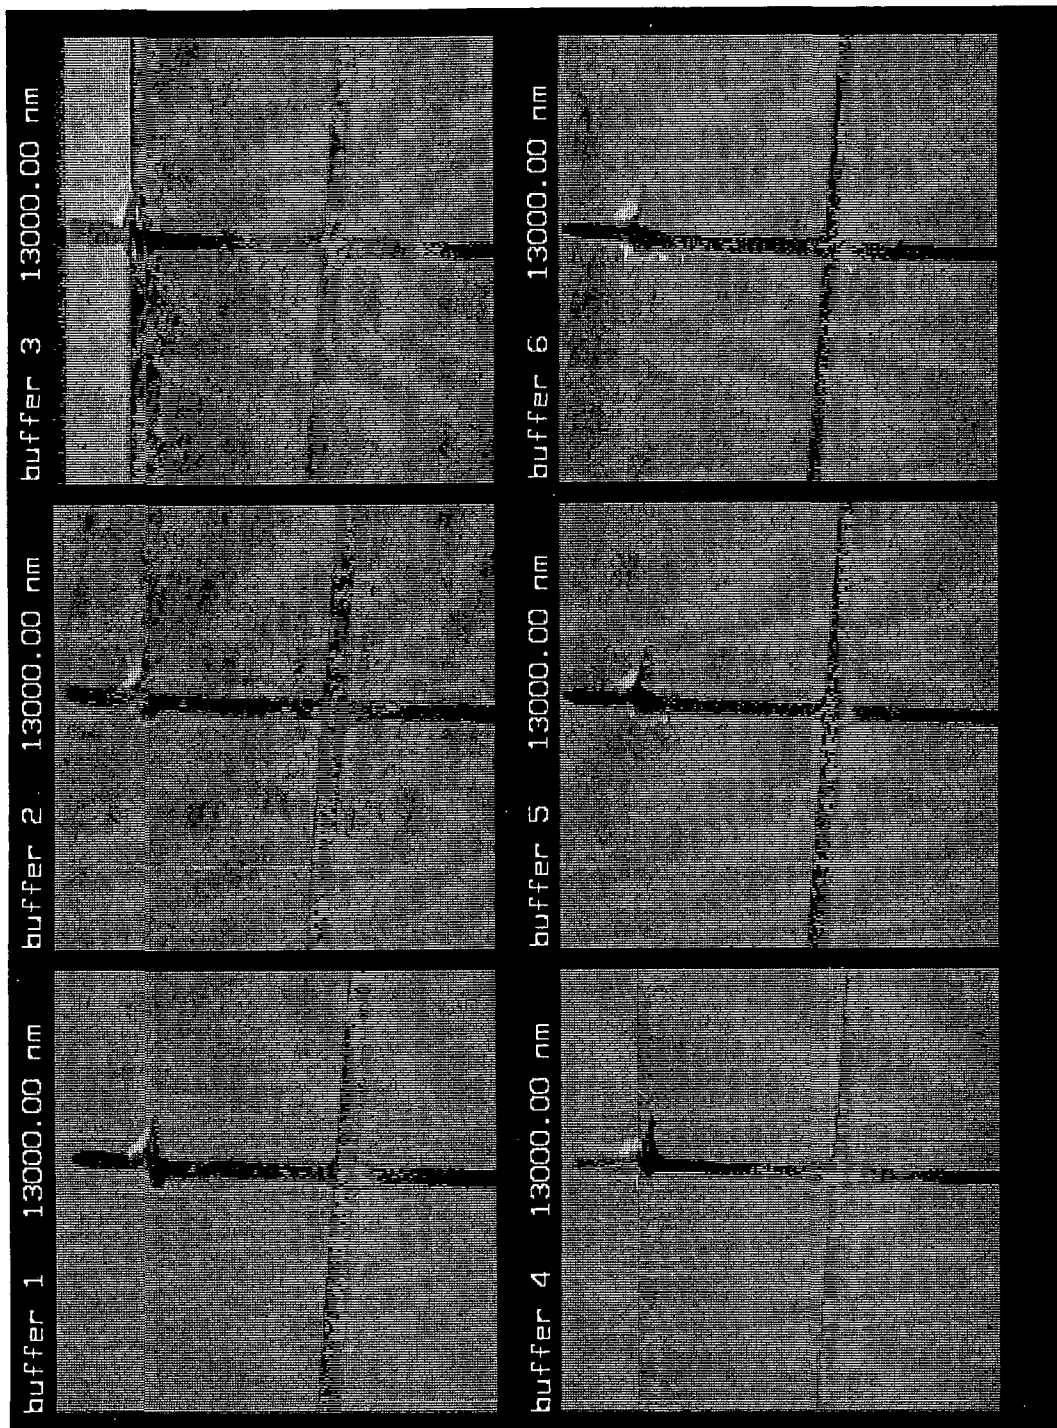 buffer 1 13000.00 nm
buffer 2 13000.00 nm
buffer 3 13000.00 nm
buffer 4 13000.00 nm
buffer 5 13000.00 nm
buffer 6 13000.00 nm